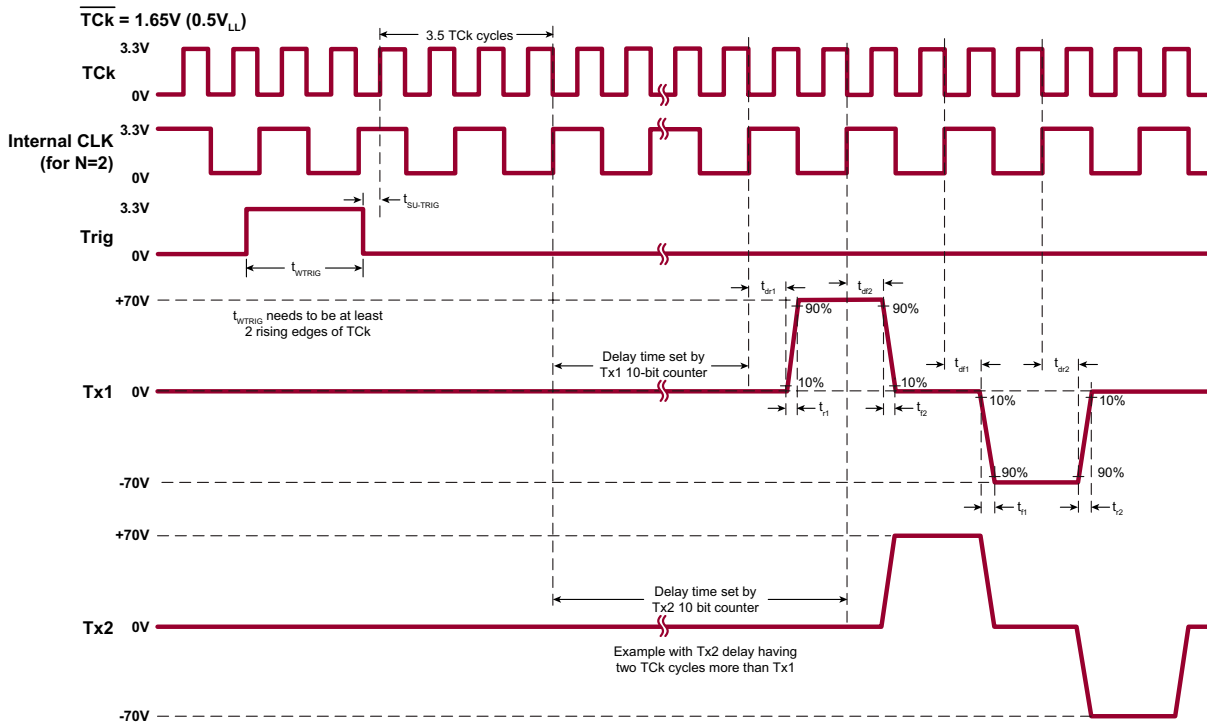 TCk = 1.65V (0.5VLL)
3.5 TCk cycles
3.3V
TCk
0V
3.3V
Internal CLK
(for N=2)
0V
tSU-TRIG
3.3V
Trig
0V
tWTRIG
+70V
tdr1
tdf2
90%
90%
tWTRIG needs to be at least
2 rising edges of TCk
Delay time set by
Tx1 10-bit counter
tdf1
tdr2
10%
10%
Tx1
0V
10%
10%
tr1
tf2
90%
90%
-70V
tf1
tr2
+70V
Delay time set by
Tx2 10 bit counter
Tx2
0V
Example with Tx2 delay having
two TCk cycles more than Tx1
-70V